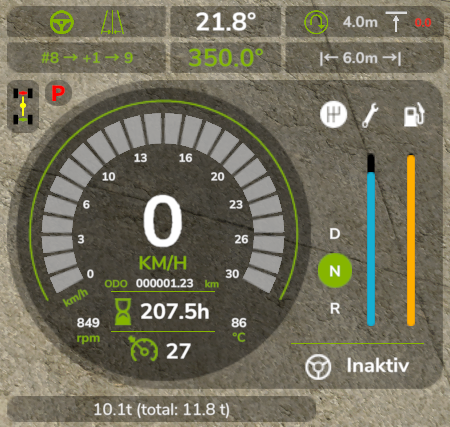 21.8° 4.0m 0.0
#8 → +1 → 9 350.0° |← 6.0m →|
P
13 16
10 20
6 23
3 26
0 30
0
KM/H
km/h ODO 000001.23 km
207.5h
849 rpm
86 °C
27
D
N
R
Inaktiv
10.1t (total: 11.8 t)